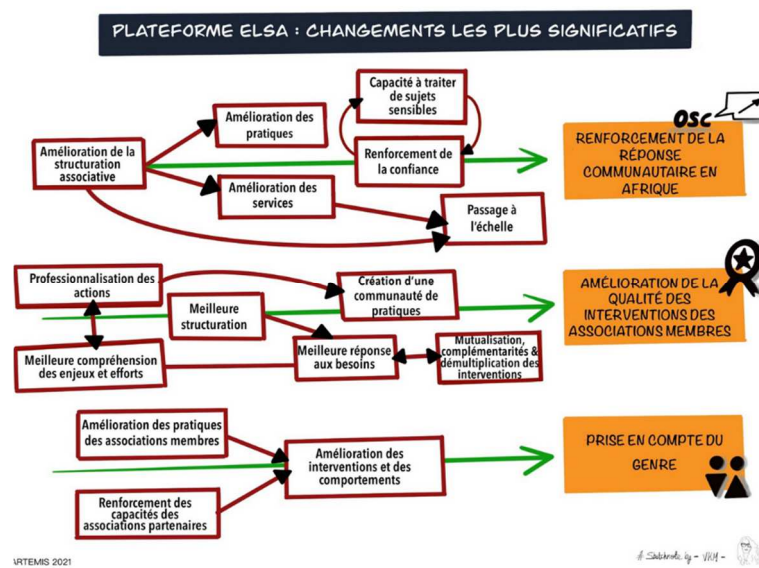 PLATEFORME ELSA : CHANGEMENTS LES PLUS SIGNIFICATIFS
Capacité à traiter
de sujets
sensibles
Amélioration des
pratiques
OSC
Amélioration de la
structuration
associative
Renforcement de
la confiance
RENFORCEMENT DE LA
RÉPONSE
COMMUNAUTAIRE EN
AFRIQUE
Amélioration des
services
Passage à
l'échelle
Professionnalisation des
actions
Création d'une
communauté de
pratiques
Meilleure
structuration
AMÉLIORATION DE LA
QUALITÉ DES
INTERVENTIONS DES
ASSOCIATIONS MEMBRES
Meilleure compréhension
des enjeux et efforts
Meilleure réponse
aux besoins
Mutualisation,
complémentarités &
démultiplication des
interventions
Amélioration des pratiques
des associations membres
Amélioration des
interventions et des
comportements
PRISE EN COMPTE DU
GENRE
Renforcement des
capacités des
associations partenaires
ARTEMIS 2021
A Sketchnote by - VKM -